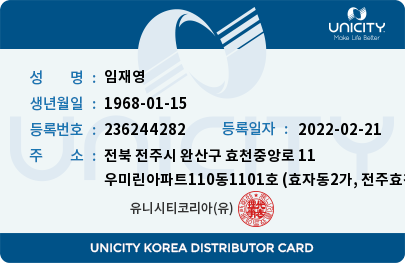 UNICITY
Make Life Better
성 명 : 임재영
생년월일 : 1968-01-15
등록번호 : 236244282 등록일자 : 2022-02-21
주 소 : 전북 전주시 완산구 효천중앙로 11
우미린아파트110동1101호 (효자동2가, 전주효천
유니시티코리아(유)
UNICITY
UNICITY KOREA DISTRIBUTOR CARD